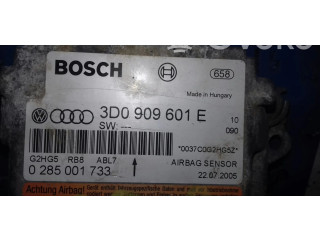 BOSCH
658
Made in Hungary
3D0 909 601 E
SW: ---
10
090
*0037C0G2HG5Z*
G2HG5 RB8 ABL7
AIRBAG SENSOR
0 285 001 733
22.07.2005
Achtung Airbag!